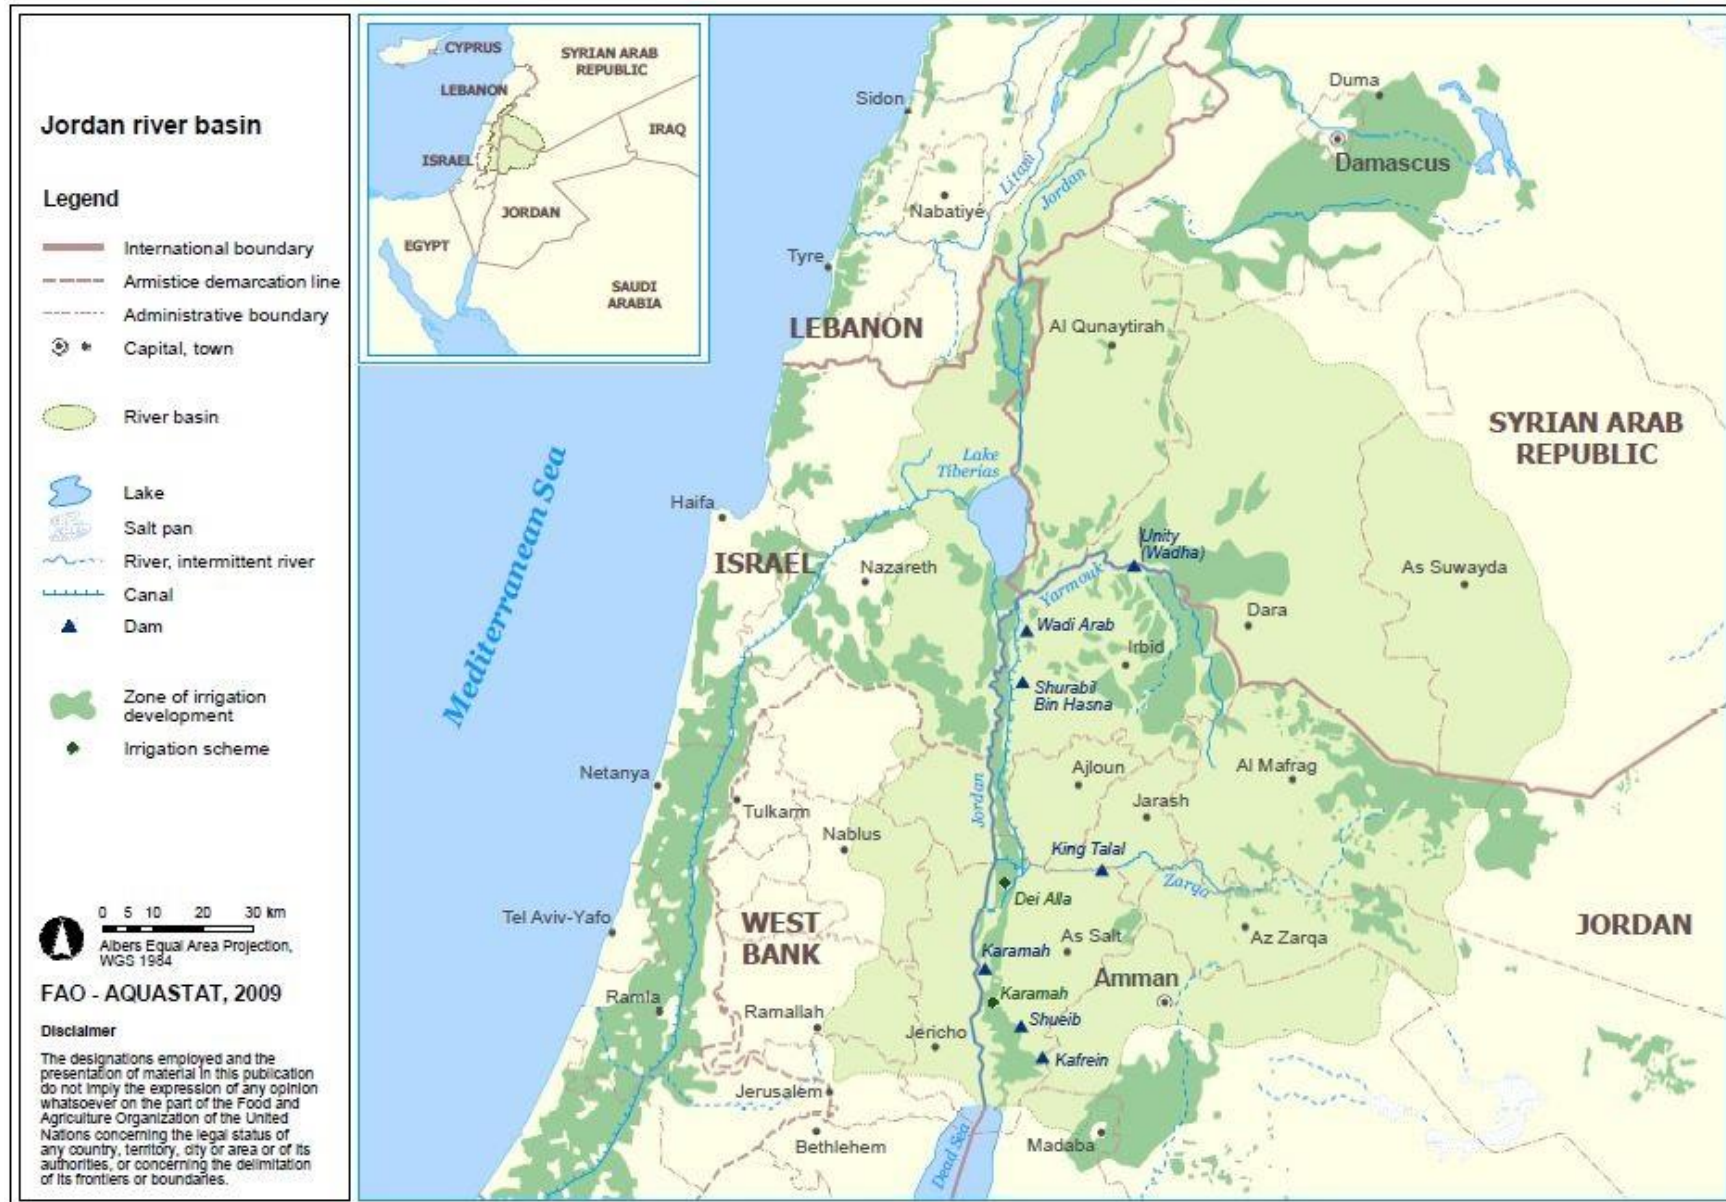 Jordan river basin
Legend
International boundary
Armistice demarcation line
Administrative boundary
Capital, town
River basin
Lake
Salt pan
River, intermittent river
Canal
Dam
Zone of irrigation
development
Irrigation scheme
0 5 10 20 30 km
Albers Equal Area Projection,
WGS 1984
FAO - AQUASTAT, 2009
Disclaimer
The designations employed and the
presentation of material in this publication
do not imply the expression of any opinion
whatsoever on the part of the Food and
Agriculture Organization of the United
Nations concerning the legal status of
any country, territory, city or area or of its
authorities, or concerning the delimitation
of its frontiers or boundaries.
CYPRUS
SYRIAN ARAB
REPUBLIC
LEBANON
IRAQ
ISRAEL
JORDAN
EGYPT
SAUDI
ARABIA
Sidon
Duma
Damascus
Litani
Jordan
Nabatiyé
Tyre
LEBANON
Al Qunaytirah
SYRIAN ARAB
REPUBLIC
Mediterranean Sea
Lake
Tiberias
Haifa
ISRAEL
Nazareth
Unity
(Wadha)
Yarmouk
As Suwayda
Dara
Wadi Arab
Irbid
Shurabil
Bin Hasna
Netanya
Tulkarm
Nablus
Jordan
Ajloun
Al Mafrag
Jarash
King Talal
Zarqa
Dei Alla
Tel Aviv-Yafo
WEST
BANK
As Salt
Az Zarqa
JORDAN
Karamah
Amman
Karamah
Ramla
Ramallah
Shueib
Jericho
Kafrein
Jerusalem
Bethlehem
Madaba
Dead Sea